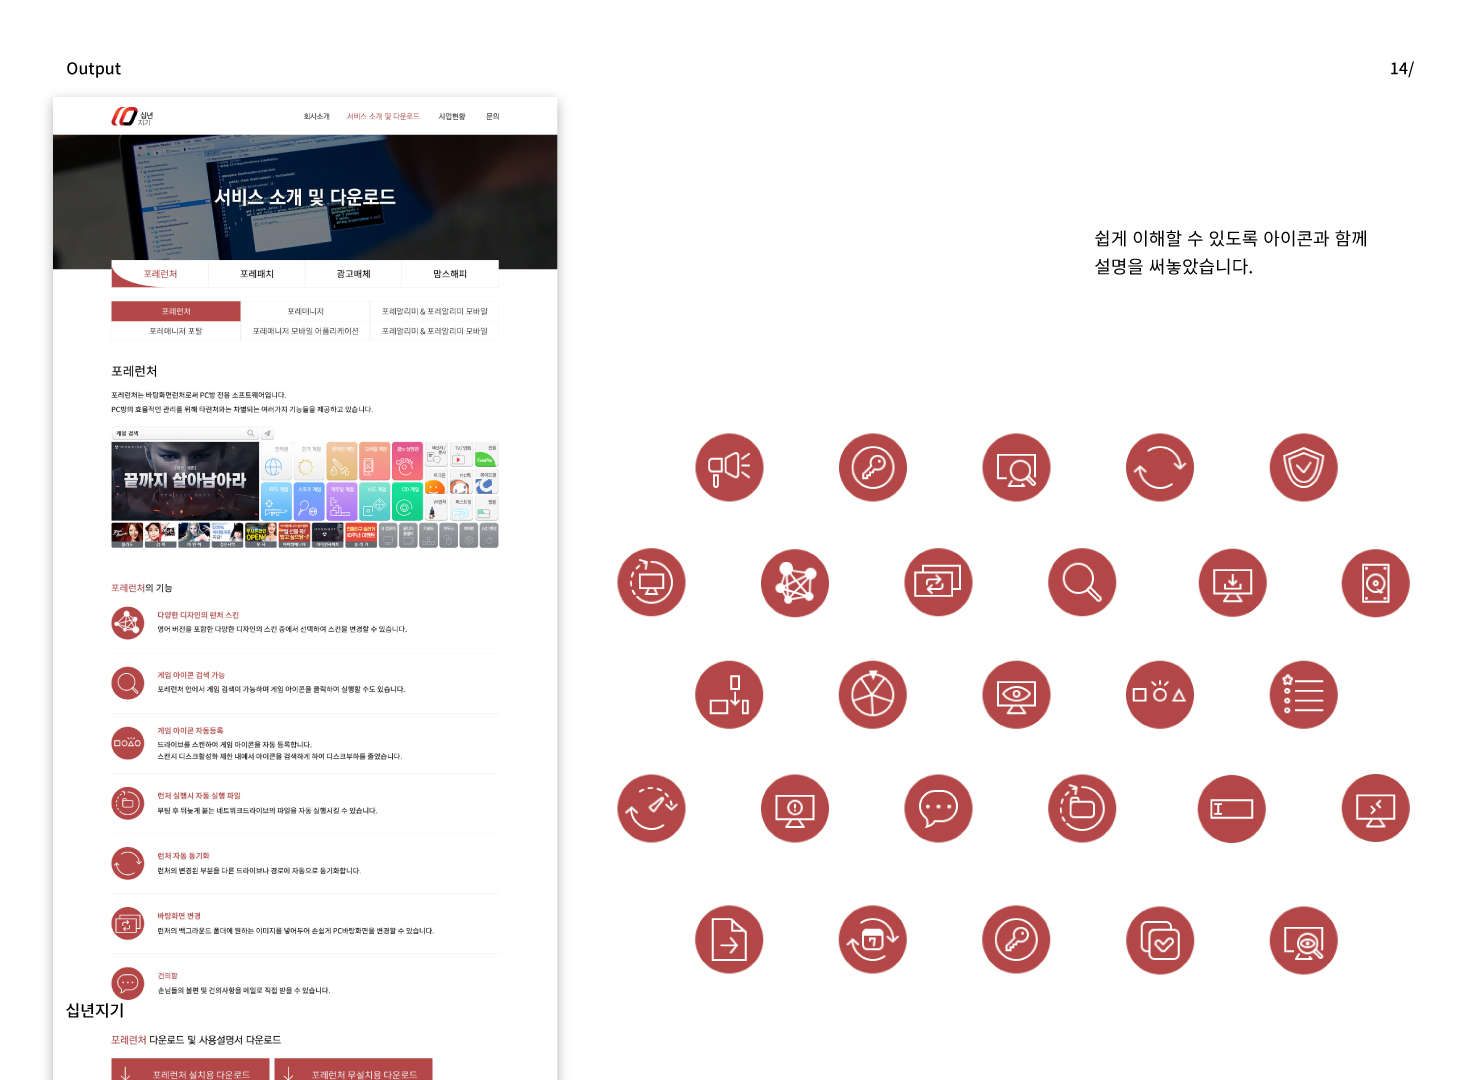 Output
14/
십년
지기
회사소개
서비스 소개 및 다운로드
사업현황
문의
서비스 소개 및 다운로드
쉽게 이해할 수 있도록 아이콘과 함께
설명을 써놓았습니다.
포레런처
포레패치
광고매체
맘스해피
포레런처
포레매니저
포레알리미 & 포레알리미 모바일
포레매니저 포탈
포레매니저 모바일 어플리케이션
포레알리미 & 포레알리미 모바일
포레런처
포레런처는 바탕화면런처로써 PC방 전용 소프트웨어입니다.
PC방의 효율적인 관리를 위해 타런처와는 차별되는 여러가지 기능들을 제공하고 있습니다.
게임 검색
끝까지 살아남아라
포레런처의 기능
다양한 디자인의 런처 스킨
영어 버전을 포함한 다양한 디자인의 스킨 중에서 선택하여 스킨을 변경할 수 있습니다.
게임 아이콘 검색 가능
포레런처 안에서 게임 검색이 가능하며 게임 아이콘을 클릭하여 실행할 수도 있습니다.
게임 아이콘 자동등록
드라이브를 스캔하여 게임 아이콘을 자동 등록합니다.
스캔시 디스크활성화 제한 내에서 아이콘을 검색하게 하여 디스크부하를 줄였습니다.
런처 실행시 자동 실행 파일
부팅 후 뒤늦게 붙는 네트워크드라이브의 파일을 자동 실행시킬 수 있습니다.
런처 자동 동기화
런처의 변경된 부분을 다른 드라이브나 경로에 자동으로 동기화합니다.
바탕화면 변경
런처의 백그라운드 폴더에 원하는 이미지를 넣어두어 손쉽게 PC바탕화면을 변경할 수 있습니다.
건의함
손님들의 불편 및 건의사항을 메일로 직접 받을 수 있습니다.
십년지기
포레런처 다운로드 및 사용설명서 다운로드
포레런처 설치용 다운로드
포레런처 무설치용 다운로드